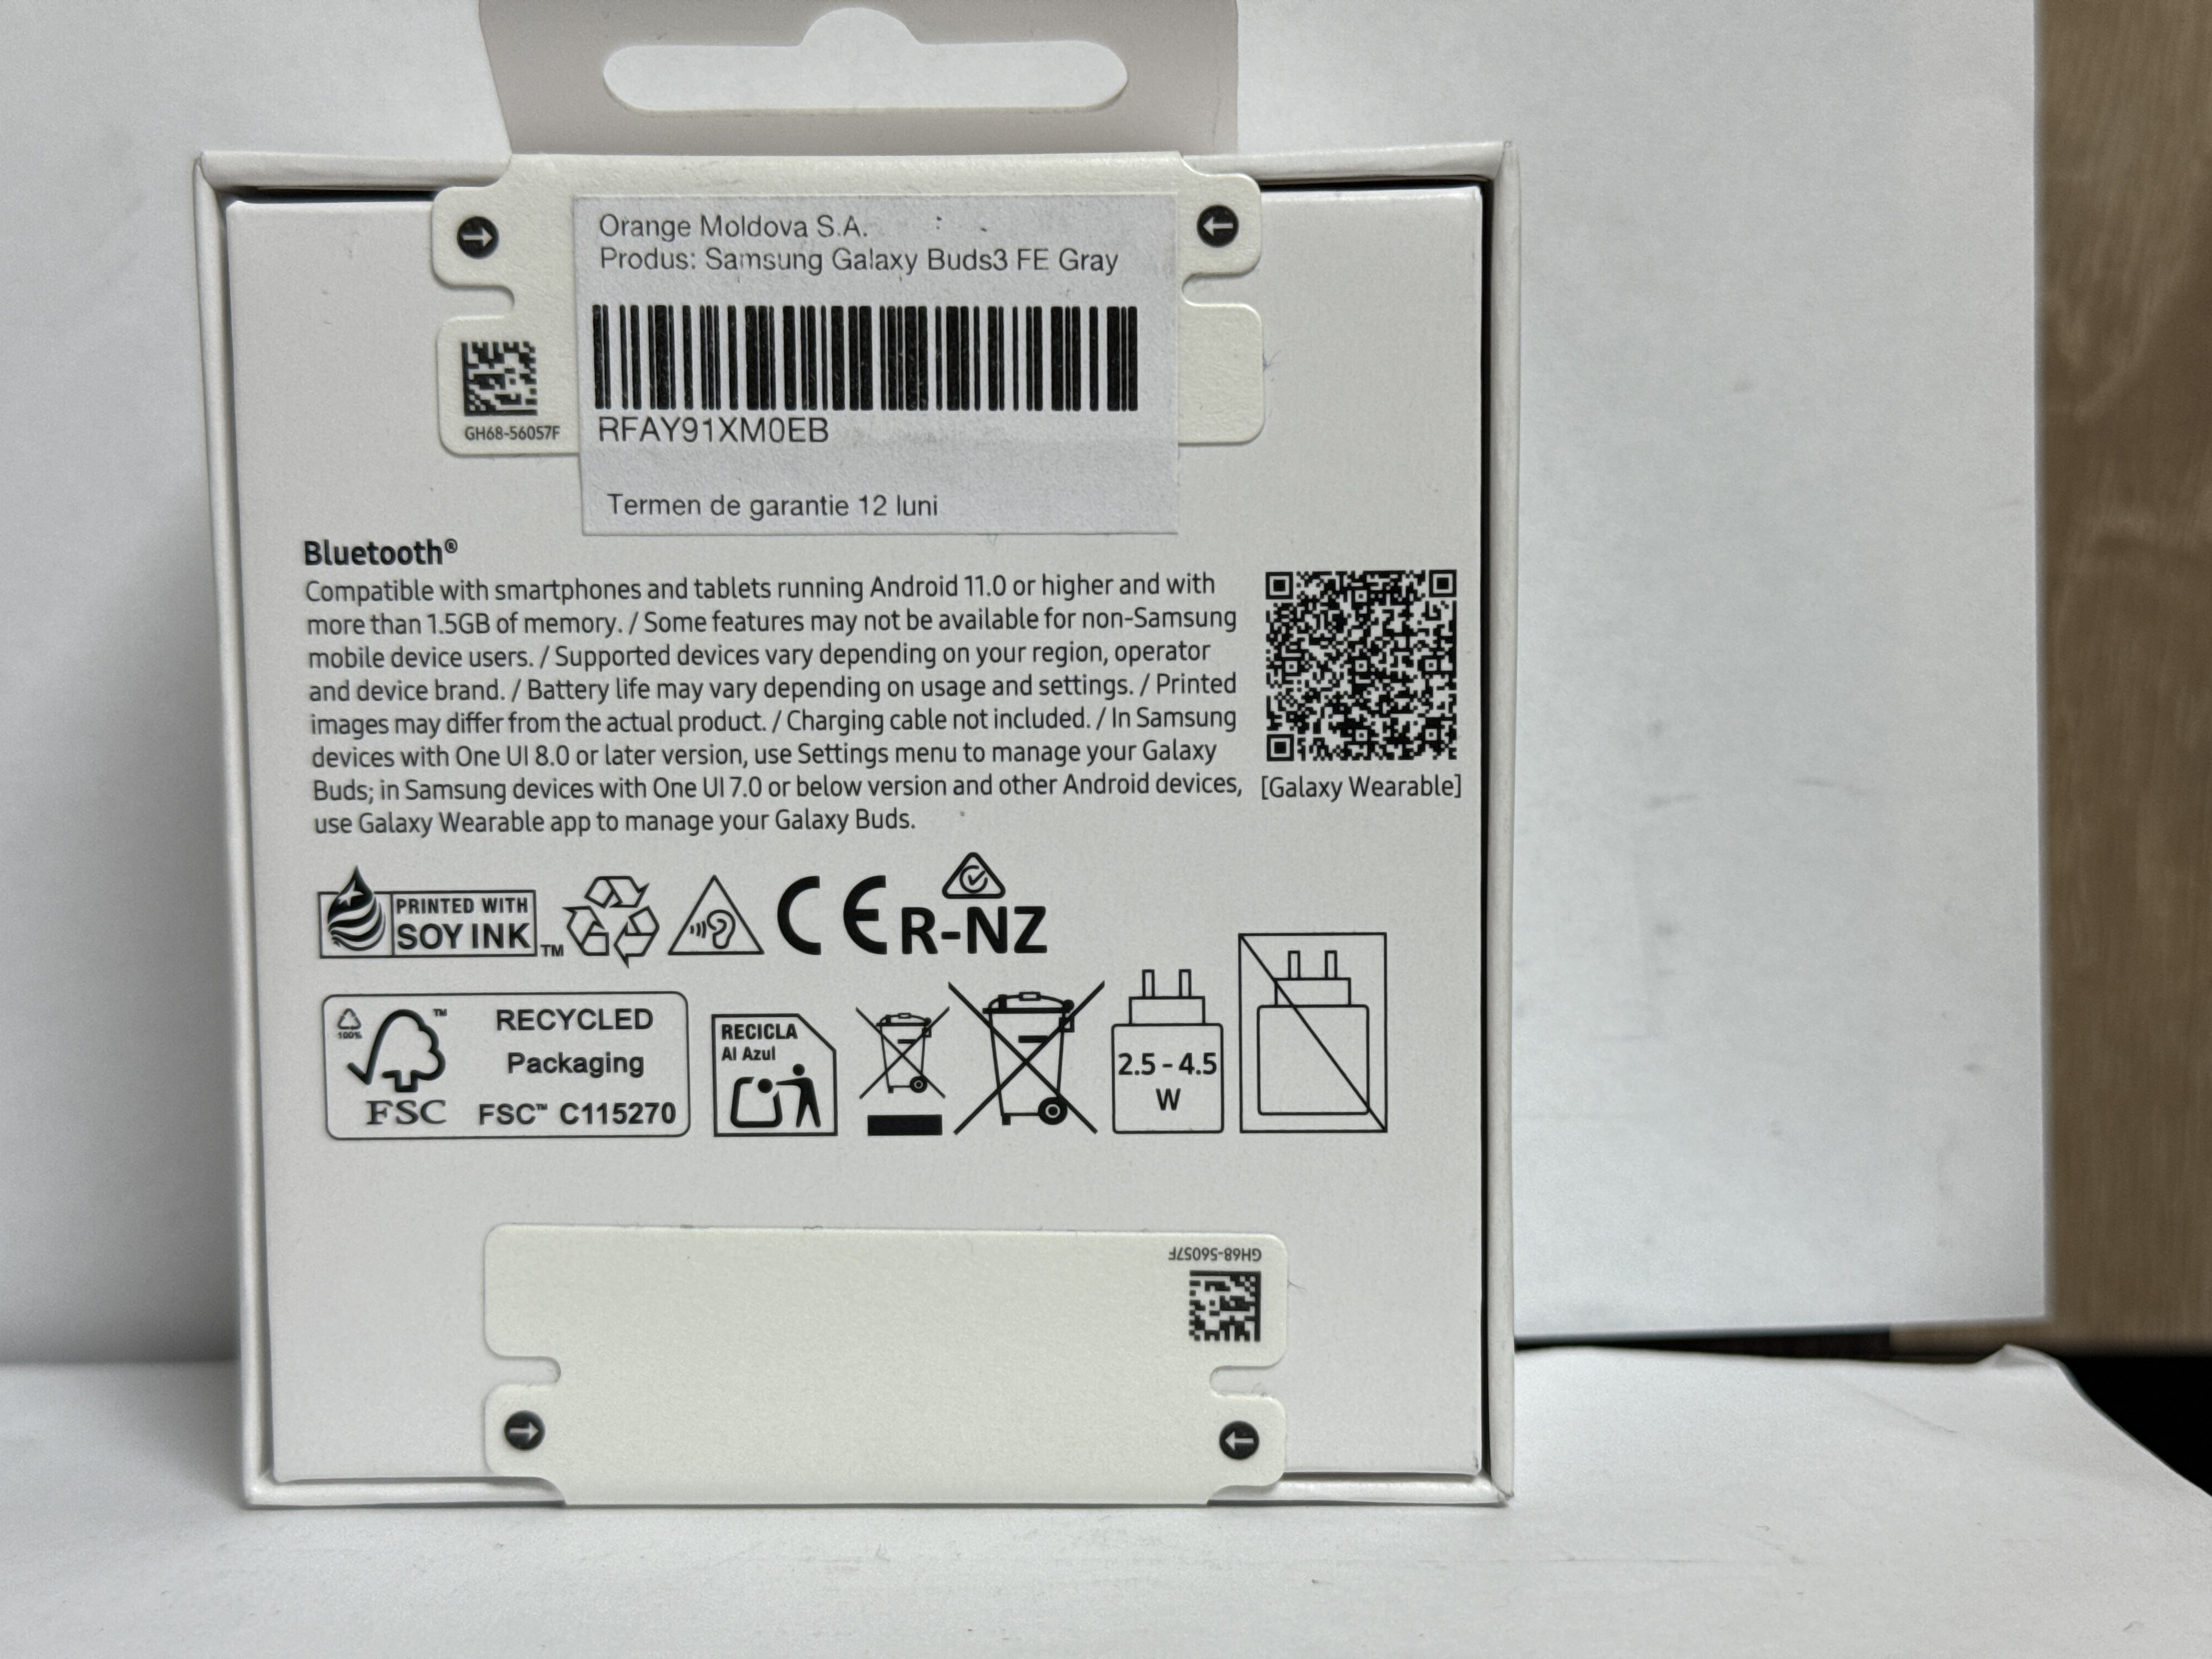 Orange Moldova S.A.
Produs: Samsung Galaxy Buds3 FE Gray
GH68-56057F
RFAY91XM0EB
Termen de garantie 12 luni
Bluetooth®
Compatible with smartphones and tablets running Android 11.0 or higher and with
more than 1.5GB of memory. / Some features may not be available for non-Samsung
mobile device users. / Supported devices vary depending on your region, operator
and device brand. / Battery life may vary depending on usage and settings. / Printed
images may differ from the actual product. / Charging cable not included. / In Samsung
devices with One UI 8.0 or later version, use Settings menu to manage your Galaxy
Buds; in Samsung devices with One UI 7.0 or below version and other Android devices,
use Galaxy Wearable app to manage your Galaxy Buds.
[Galaxy Wearable]
PRINTED WITH
SOY INK™
CE
R-NZ
100%
™
FSC
RECYCLED
Packaging
FSC™ C115270
RECICLA
Al Azul
2.5 - 4.5
W
GH68-56057F